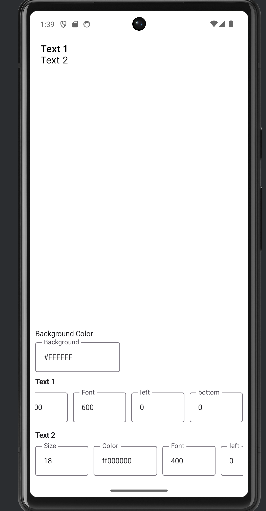 1:39
Text 1
Text 2
Background Color
Background
#FFFFFF
Text 1
Font left bottom
00 600 0 0
Text 2
Size Color Font left
18 ff000000 400 0